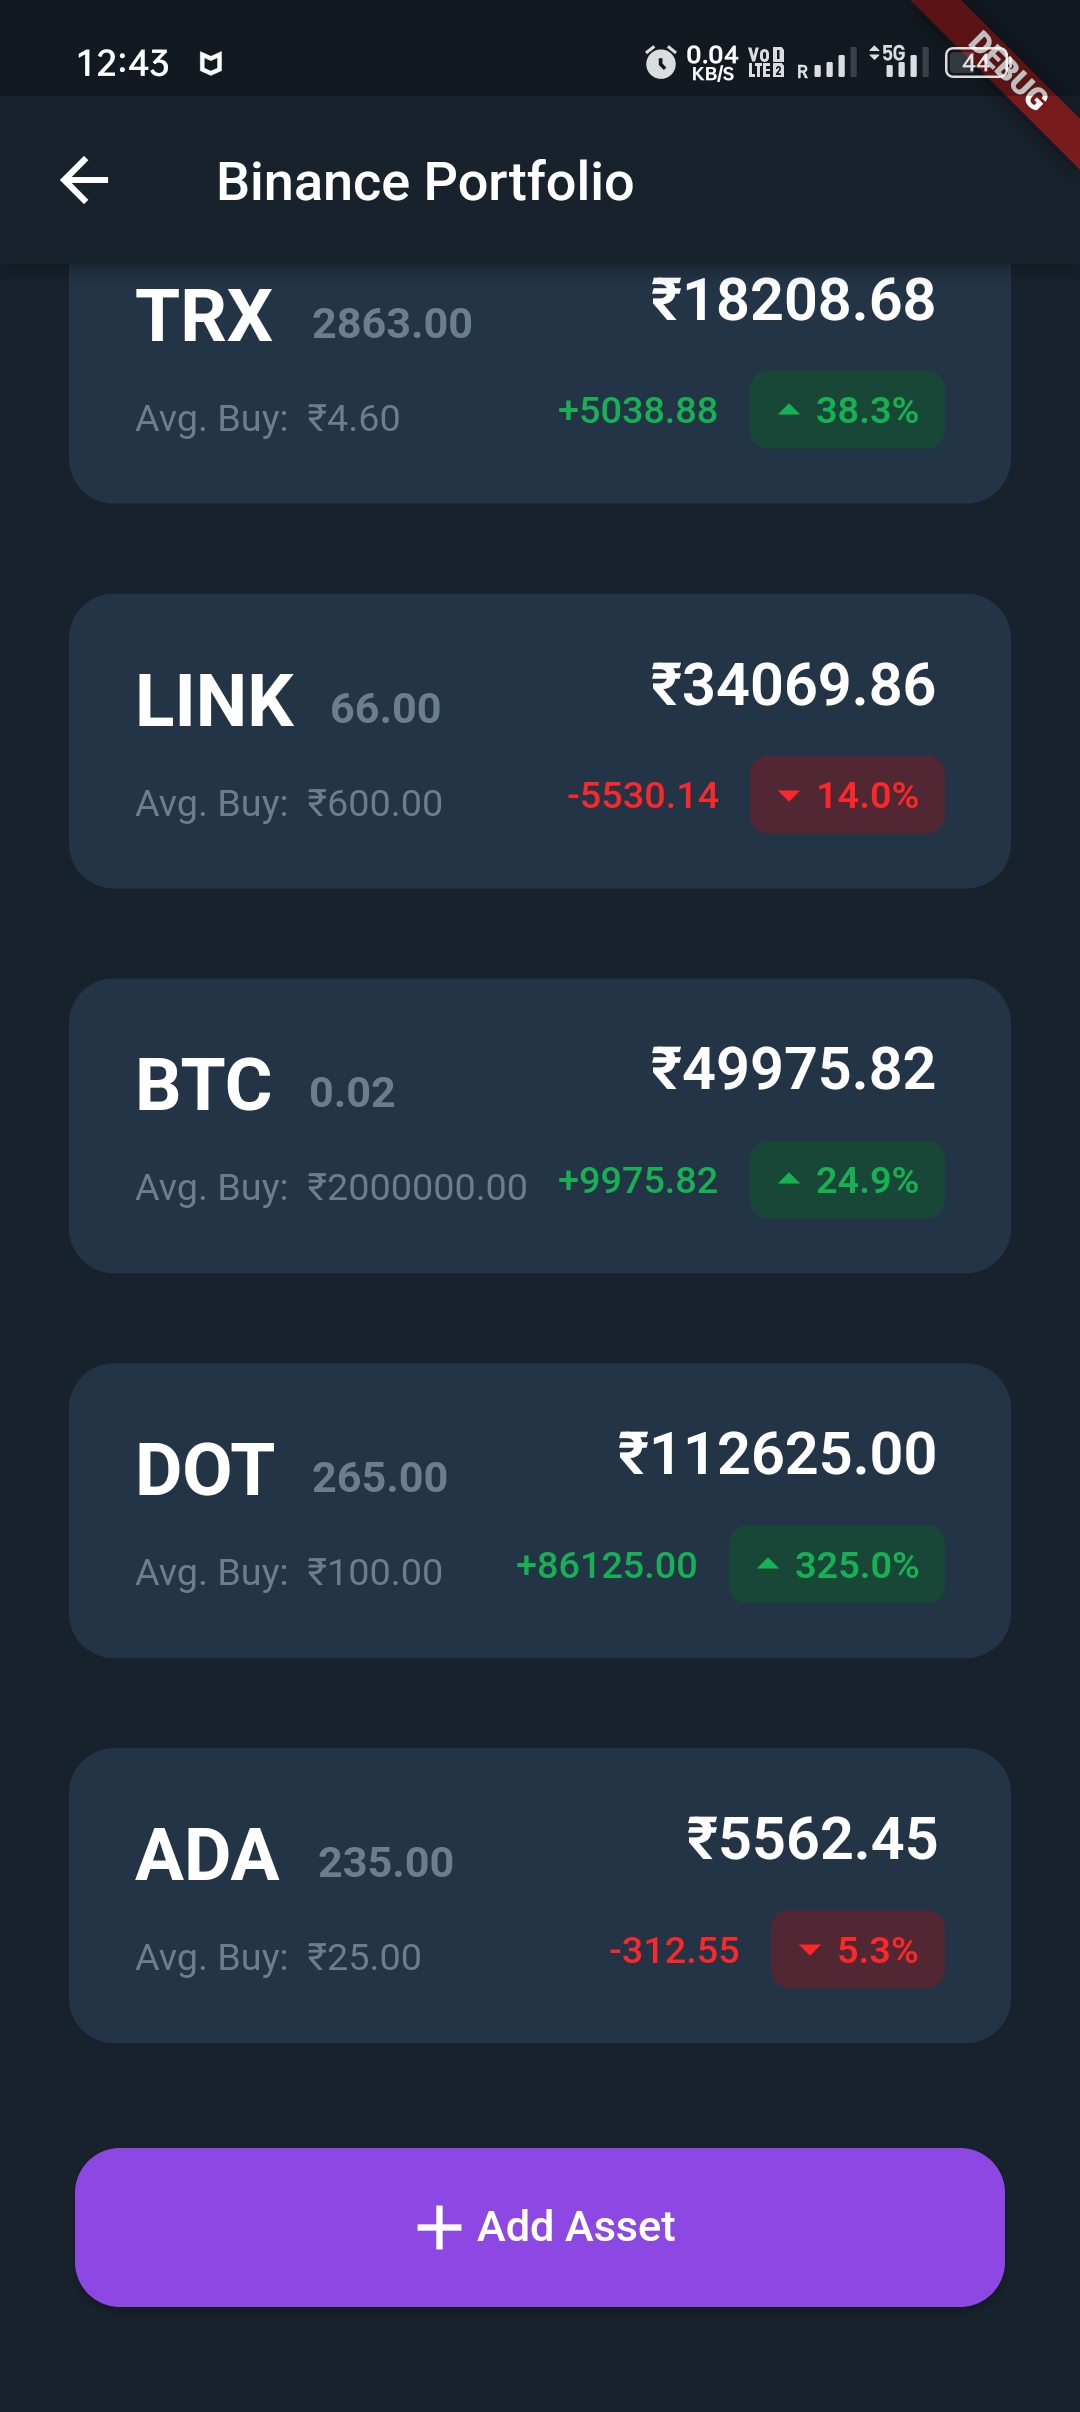 12:43
0.04 KB/S
VoLTE 1 2
R
5G
44
DEBUG
Binance Portfolio
TRX 2863.00 ₹18208.68
Avg. Buy: ₹4.60 +5038.88 38.3%
LINK 66.00 ₹34069.86
Avg. Buy: ₹600.00 -5530.14 14.0%
BTC 0.02 ₹49975.82
Avg. Buy: ₹2000000.00 +9975.82 24.9%
DOT 265.00 ₹112625.00
Avg. Buy: ₹100.00 +86125.00 325.0%
ADA 235.00 ₹5562.45
Avg. Buy: ₹25.00 -312.55 5.3%
Add Asset